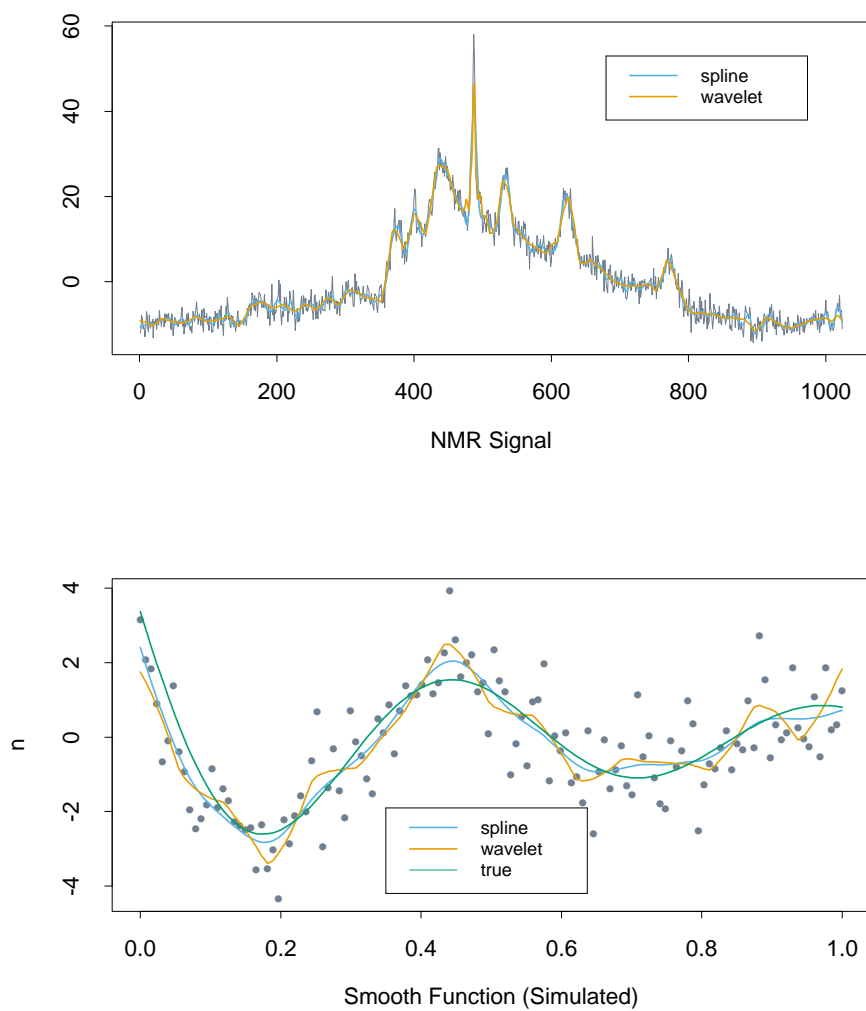 60
40
20
0
spline
wavelet
0 200 400 600 800 1000
NMR Signal
n
4
2
0
-2
-4
spline
wavelet
true
0.0 0.2 0.4 0.6 0.8 1.0
Smooth Function (Simulated)